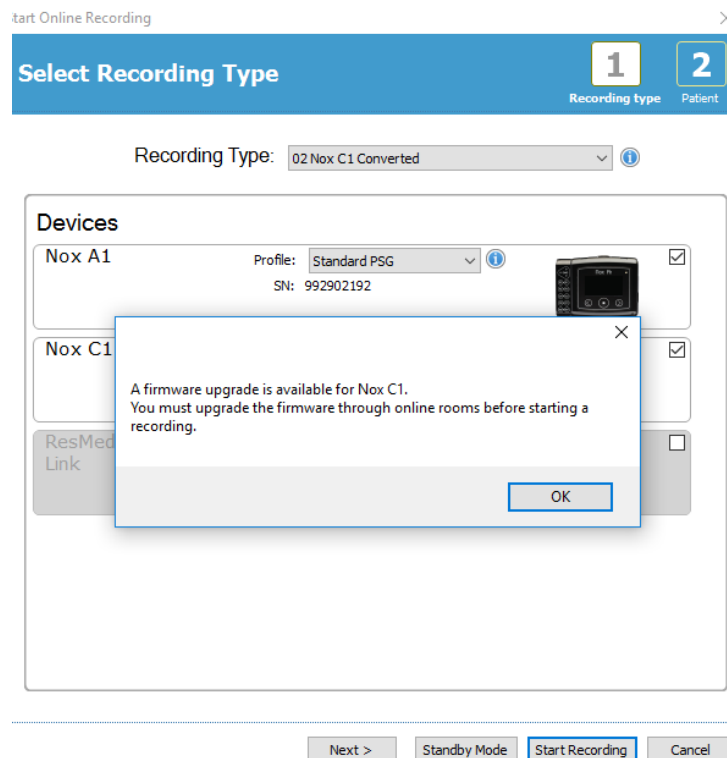 Start Online Recording
Select Recording Type
1
Recording type
2
Patient
Recording Type: 02 Nox C1 Converted
Devices
Nox A1
Profile: Standard PSG
SN: 992902192
Nox C1
A firmware upgrade is available for Nox C1.
You must upgrade the firmware through online rooms before starting a
recording.
OK
ResMed
Link
Next >
Standby Mode
Start Recording
Cancel